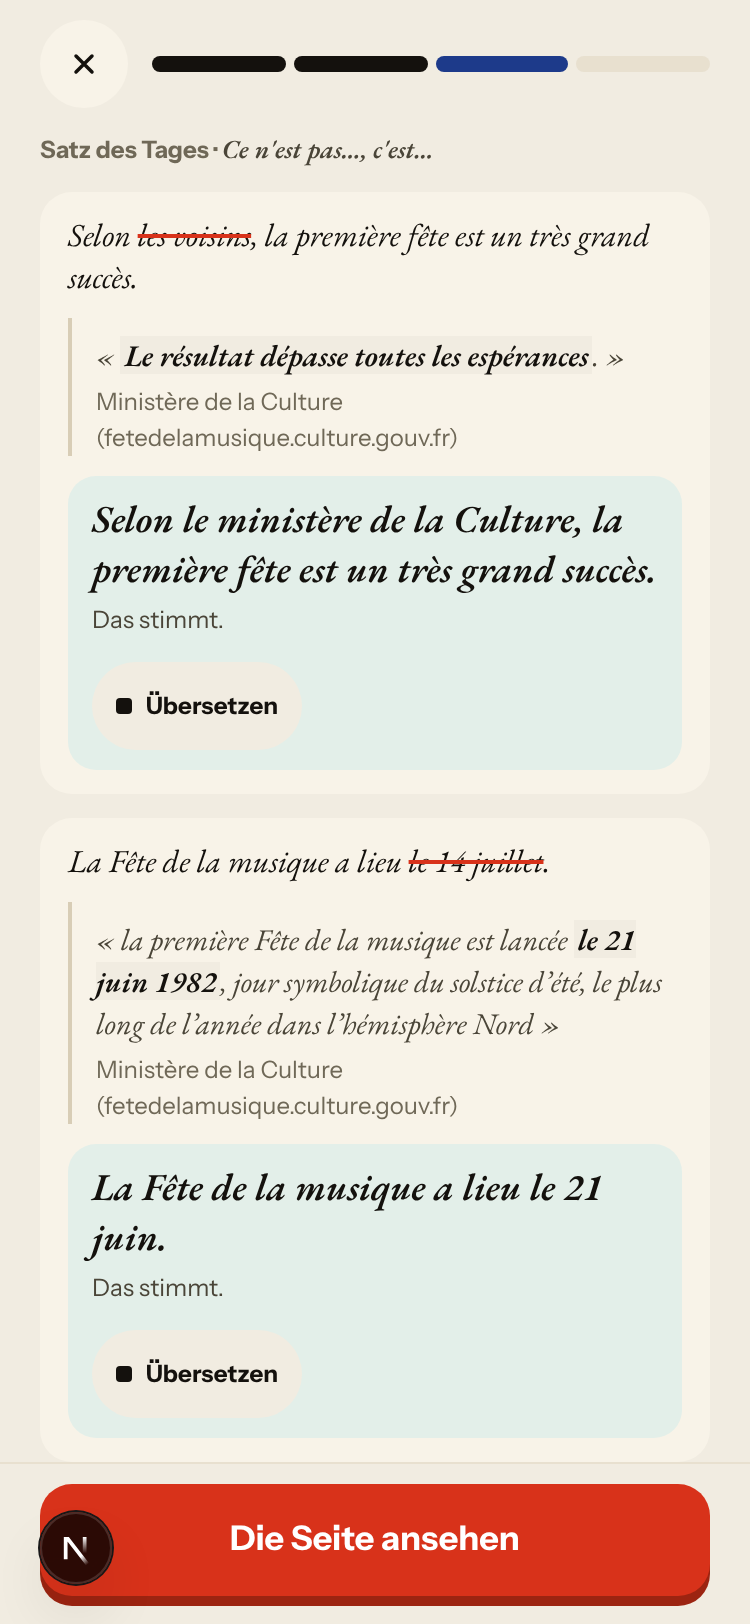 Satz des Tages · Ce n'est pas..., c'est...
Selon les voisins, la première fête est un très grand
succès.
« Le résultat dépasse toutes les espérances. »
Ministère de la Culture
(fetedelamusique.culture.gouv.fr)
Selon le ministère de la Culture, la
première fête est un très grand succès.
Das stimmt.
Übersetzen
La Fête de la musique a lieu le 14 juillet.
« la première Fête de la musique est lancée le 21
juin 1982, jour symbolique du solstice d’été, le plus
long de l’année dans l’hémisphère Nord »
Ministère de la Culture
(fetedelamusique.culture.gouv.fr)
La Fête de la musique a lieu le 21
juin.
Das stimmt.
Übersetzen
Die Seite ansehen
N